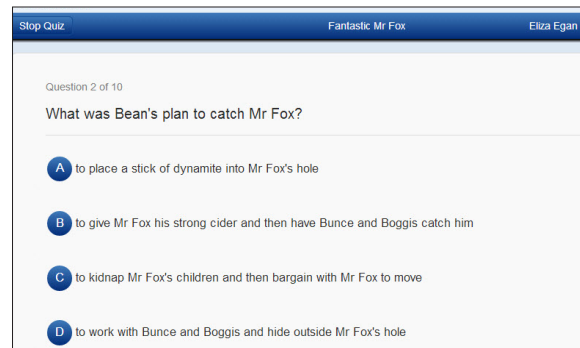 Stop Quiz Fantastic Mr Fox Eliza Egan
Question 2 of 10
What was Bean's plan to catch Mr Fox?
A to place a stick of dynamite into Mr Fox's hole
B to give Mr Fox his strong cider and then have Bunce and Boggis catch him
C to kidnap Mr Fox's children and then bargain with Mr Fox to move
D to work with Bunce and Boggis and hide outside Mr Fox's hole